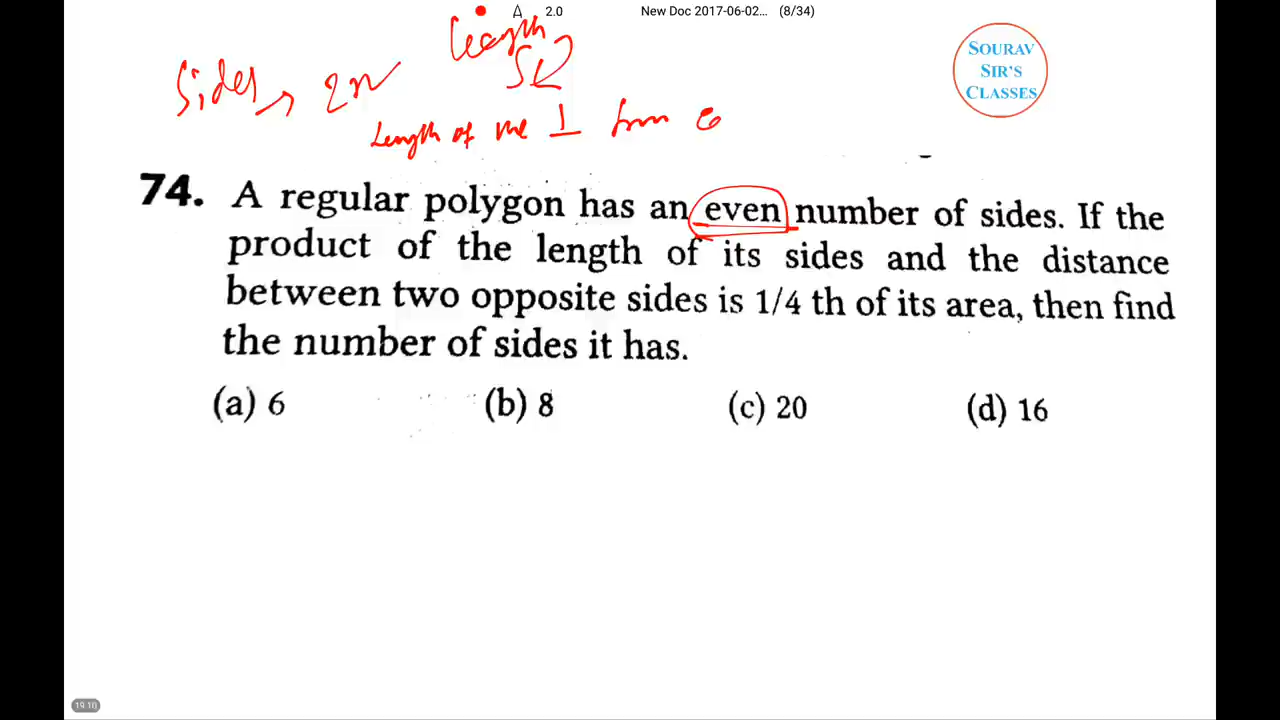 A 2.0 New Doc 2017-06-02... (8/34)
length
Sides → 2n
Length of the ⊥ from
SOURAV
SIR'S
CLASSES
74. A regular polygon has an even number of sides. If the
product of the length of its sides and the distance
between two opposite sides is 1/4 th of its area, then find
the number of sides it has.
(a) 6 (b) 8 (c) 20 (d) 16
19:10